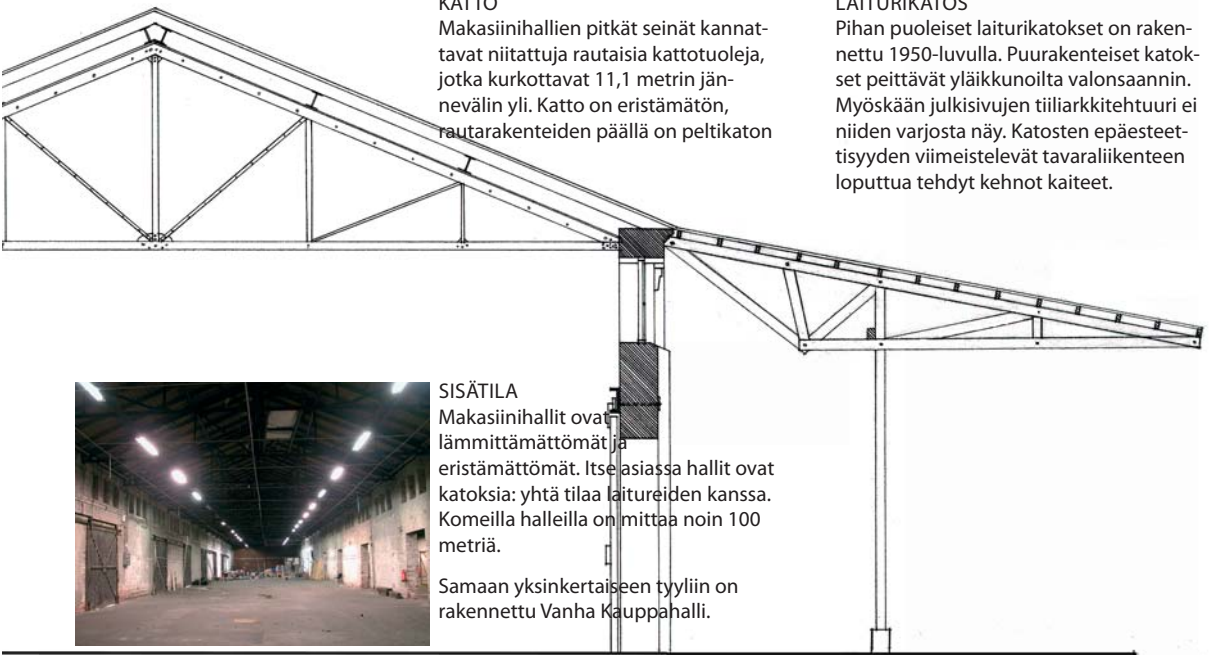 KATTO
Makasiinihallien pitkät seinät kannat-
tavat niitattuja rautaisia kattotuoleja,
jotka kurkottavat 11,1 metrin jän-
nevälin yli. Katto on eristämätön,
rautarakenteiden päällä on peltikaton
LAITURIKATOS
Pihan puoleiset laiturikatokset on raken-
nettu 1950-luvulla. Puurakenteiset katok-
set peittävät yläikkunoilta valonsaannin.
Myöskään julkisivujen tiiliarkkitehtuuri ei
niiden varjosta näy. Katosten epäesteet-
tisyyden viimeistelevät tavaraliikenteen
loputtua tehdyt kehnot kaiteet.
SISÄTILA
Makasiinihallit ovat
lämmittämättömät ja
eristämättömät. Itse asiassa hallit ovat
katoksia: yhtä tilaa laitureiden kanssa.
Komeilla halleilla on mittaa noin 100
metriä.
Samaan yksinkertaiseen tyyliin on
rakennettu Vanha Kauppahalli.